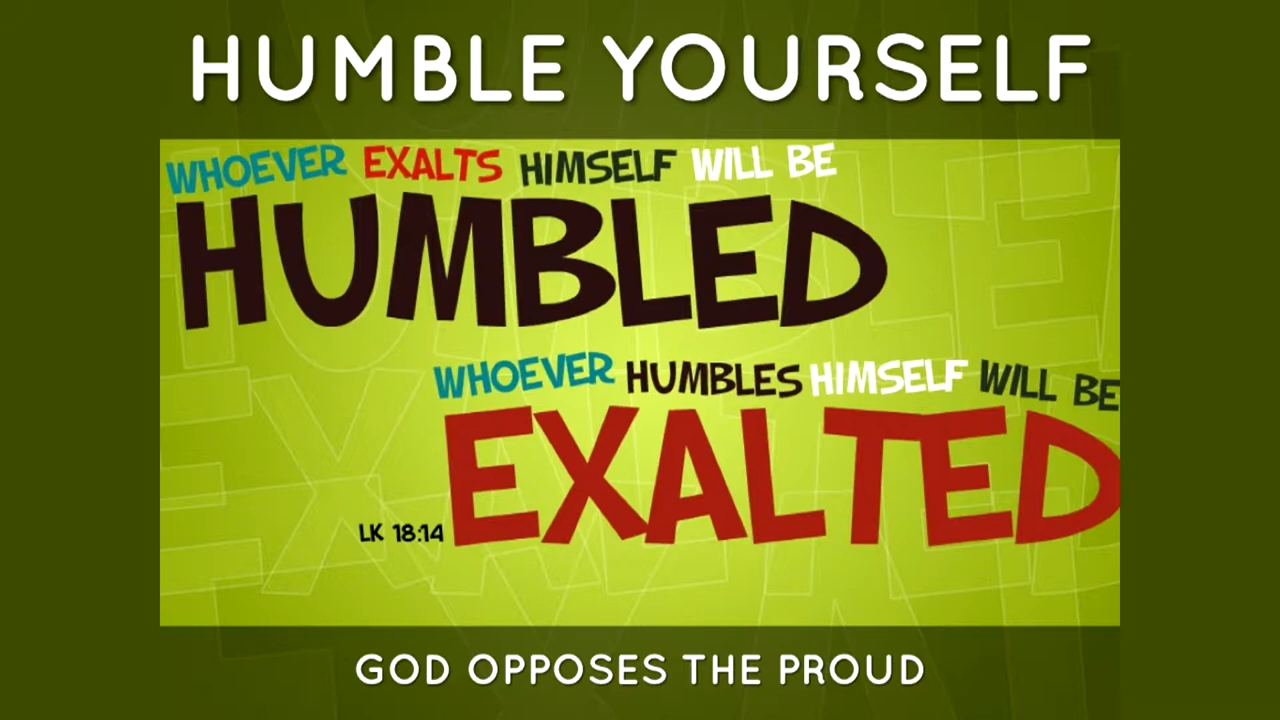 HUMBLE YOURSELF
WHOEVER EXALTS HIMSELF WILL BE
HUMBLED
WHOEVER HUMBLES HIMSELF WILL BE
EXALTED
LK 18:14
GOD OPPOSES THE PROUD